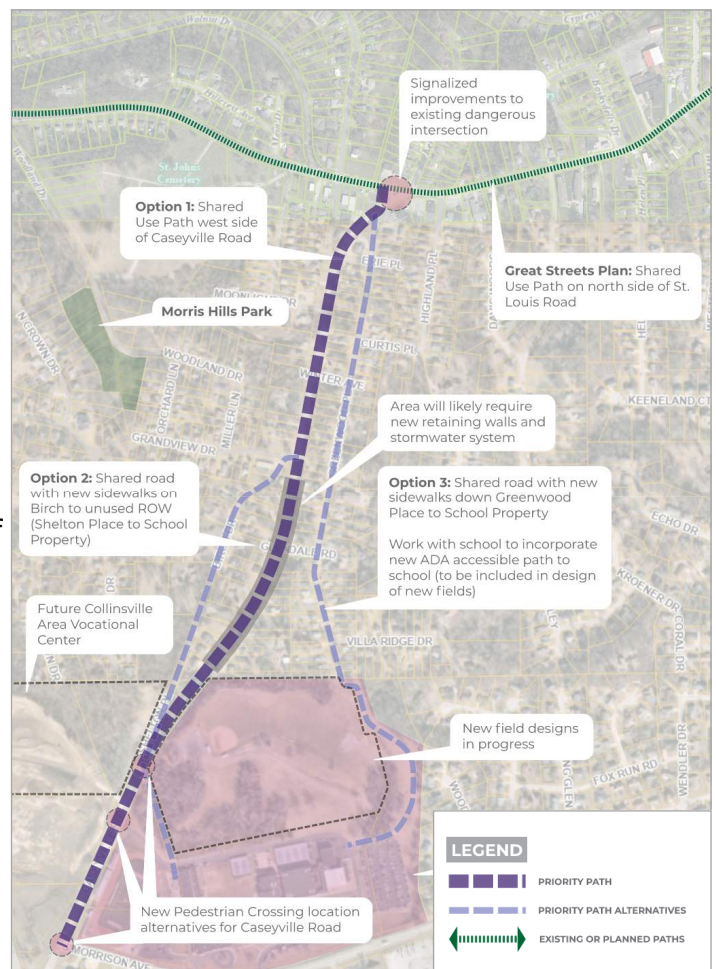 Walnut Dr
Signalized
improvements to
existing dangerous
intersection
St. John's
Cemetery
Option 1: Shared
Use Path west side
of Caseyville Road
Great Streets Plan: Shared
Use Path on north side of St.
Louis Road
ERIE PL
HIGHLAND PL
Morris Hills Park
N CROWN DR
WOODLAND DR
CURTIS PL
ORCHARD LN
MILLER LN
KEENELAND CT
Area will likely require
new retaining walls and
stormwater system
GRANDVIEW DR
Option 2: Shared road
with new sidewalks on
Birch to unused ROW
(Shelton Place to School
Property)
Option 3: Shared road with new
sidewalks down Greenwood
Place to School Property
Work with school to incorporate
new ADA accessible path to
school (to be included in design
of new fields)
ECHO DR
KROENER DR
CORAL DR
Future Collinsville
Area Vocational
Center
VILLA RIDGE DR
New field designs
in progress
WENDLER DR
FOX RUN RD
New Pedestrian Crossing location
alternatives for Caseyville Road
MORRISON AVE
LEGEND
PRIORITY PATH
PRIORITY PATH ALTERNATIVES
EXISTING OR PLANNED PATHS